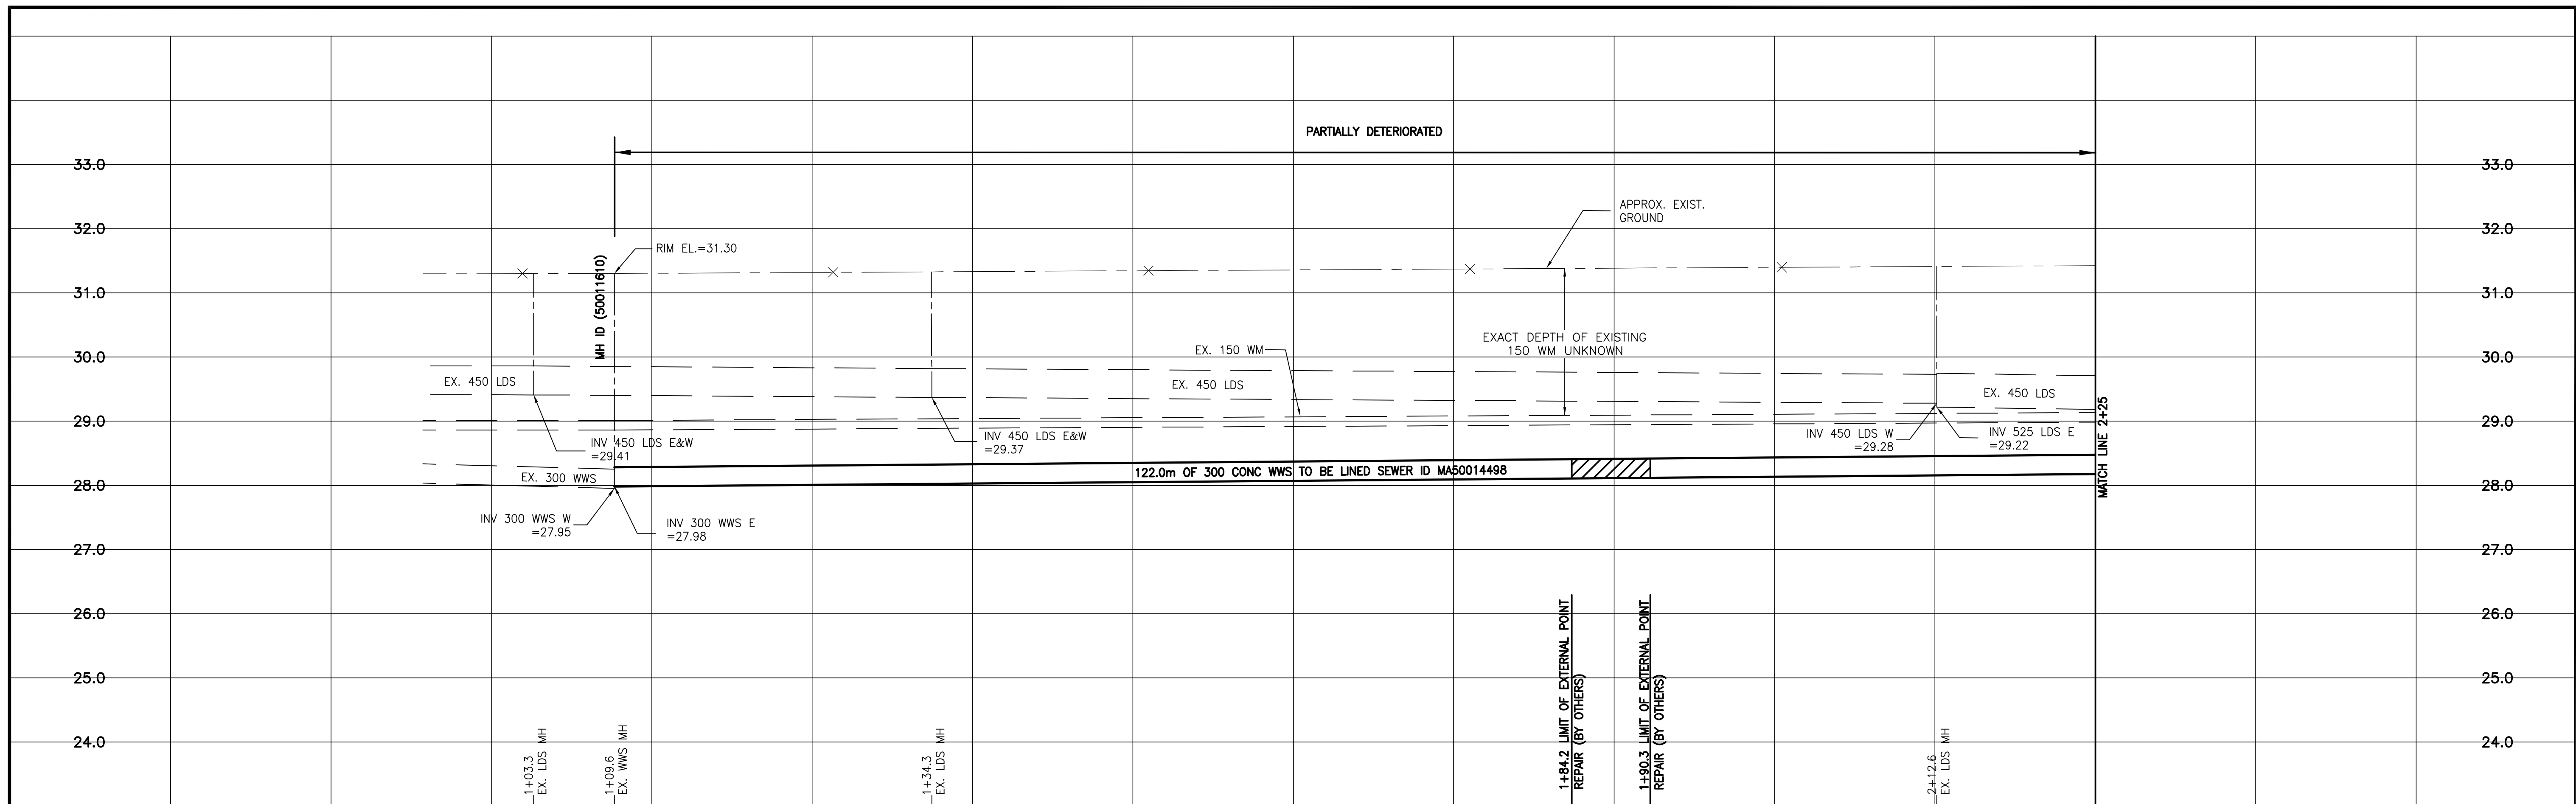 PARTIALLY DETERIORATED
33.0
33.0
APPROX. EXIST.
GROUND
32.0
32.0
RIM EL.=31.30
MH ID (50011610)
31.0
31.0
EXACT DEPTH OF EXISTING
150 WM UNKNOWN
EX. 150 WM
30.0
30.0
EX. 450 LDS
EX. 450 LDS
EX. 450 LDS
29.0
29.0
INV 450 LDS E&W
=29.41
INV 450 LDS E&W
=29.37
INV 450 LDS W
=29.28
INV 525 LDS E
=29.22
MATCH LINE 2+25
122.0m OF 300 CONC WWS TO BE LINED SEWER ID MA50014498
EX. 300 WWS
28.0
28.0
INV 300 WWS W
=27.95
INV 300 WWS E
=27.98
27.0
27.0
26.0
26.0
25.0
25.0
24.0
24.0
1+03.3
EX. LDS MH
1+09.6
EX. WWS MH
1+34.3
EX. LDS MH
1+84.2 LIMIT OF EXTERNAL POINT
REPAIR (BY OTHERS)
1+90.3 LIMIT OF EXTERNAL POINT
REPAIR (BY OTHERS)
2+12.6
EX. LDS MH